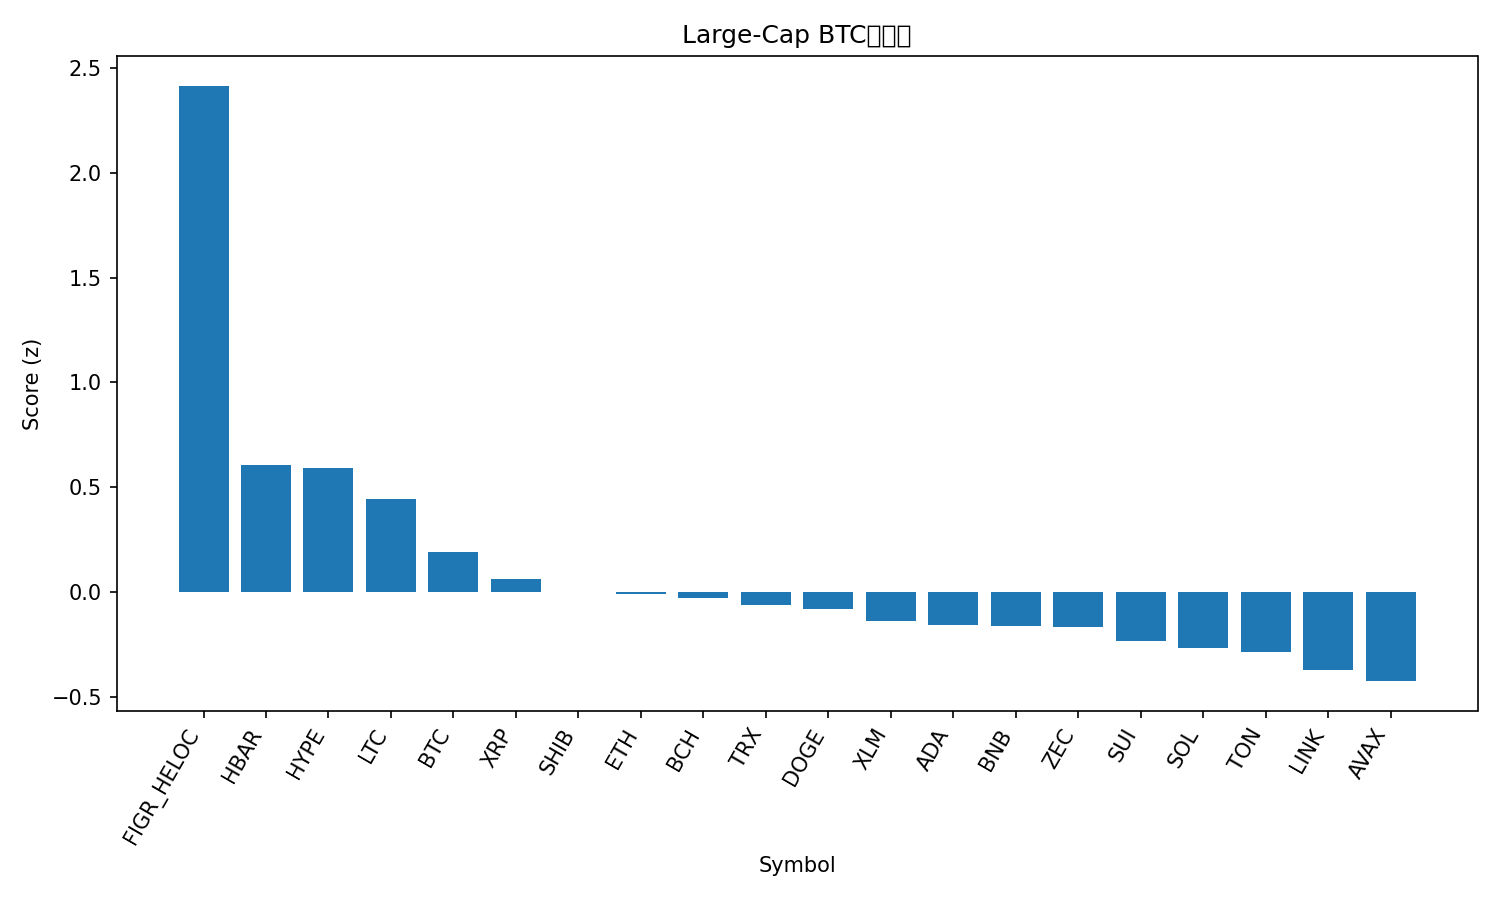 Large-Cap BTC
2.5
2.0
1.5
1.0
0.5
0.0
−0.5
Score (z)
FIGR_HELOC
HBAR
HYPE
LTC
BTC
XRP
SHIB
ETH
BCH
TRX
DOGE
XLM
ADA
BNB
ZEC
SUI
SOL
TON
LINK
AVAX
Symbol